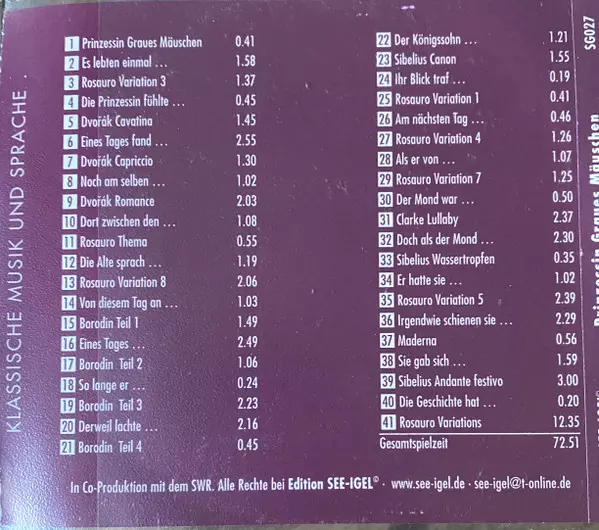 KLASSISCHE MUSIK UND SPRACHE
1 Prinzessin Graues Mäuschen 0.41
2 Es lebten einmal ... 1.58
3 Rosauro Variation 3 1.37
4 Die Prinzessin fühlte ... 0.45
5 Dvořák Cavatina 1.45
6 Eines Tages fand ... 2.55
7 Dvořák Capriccio 1.30
8 Noch am selben ... 1.02
9 Dvořák Romance 2.03
10 Dort zwischen den ... 1.08
11 Rosauro Thema 0.55
12 Die Alte sprach ... 1.19
13 Rosauro Variation 8 2.06
14 Von diesem Tag an ... 1.03
15 Borodin Teil 1 1.49
16 Eines Tages ... 2.49
17 Borodin Teil 2 1.06
18 So lange er ... 0.24
19 Borodin Teil 3 2.23
20 Derweil lachte ... 2.16
21 Borodin Teil 4 0.45
22 Der Königssohn ... 1.21
23 Sibelius Canon 1.55
24 Ihr Blick traf ... 0.19
25 Rosauro Variation 1 0.41
26 Am nächsten Tag ... 0.46
27 Rosauro Variation 4 1.26
28 Als er von ... 1.07
29 Rosauro Variation 7 1.25
30 Der Mond war ... 0.50
31 Clarke Lullaby 2.37
32 Doch als der Mond ... 2.30
33 Sibelius Wassertropfen 0.35
34 Er hatte sie ... 1.02
35 Rosauro Variation 5 2.39
36 Irgendwie schienen sie ... 2.29
37 Maderna 0.56
38 Sie gab sich ... 1.59
39 Sibelius Andante festivo 3.00
40 Die Geschichte hat ... 0.20
41 Rosauro Variations 12.35
Gesamtspielzeit 72.51
In Co-Produktion mit dem SWR. Alle Rechte bei Edition SEE-IGEL© · www.see-igel.de · see-igel@t-online.de
SG027
Prinzessin Graues Mäuschen